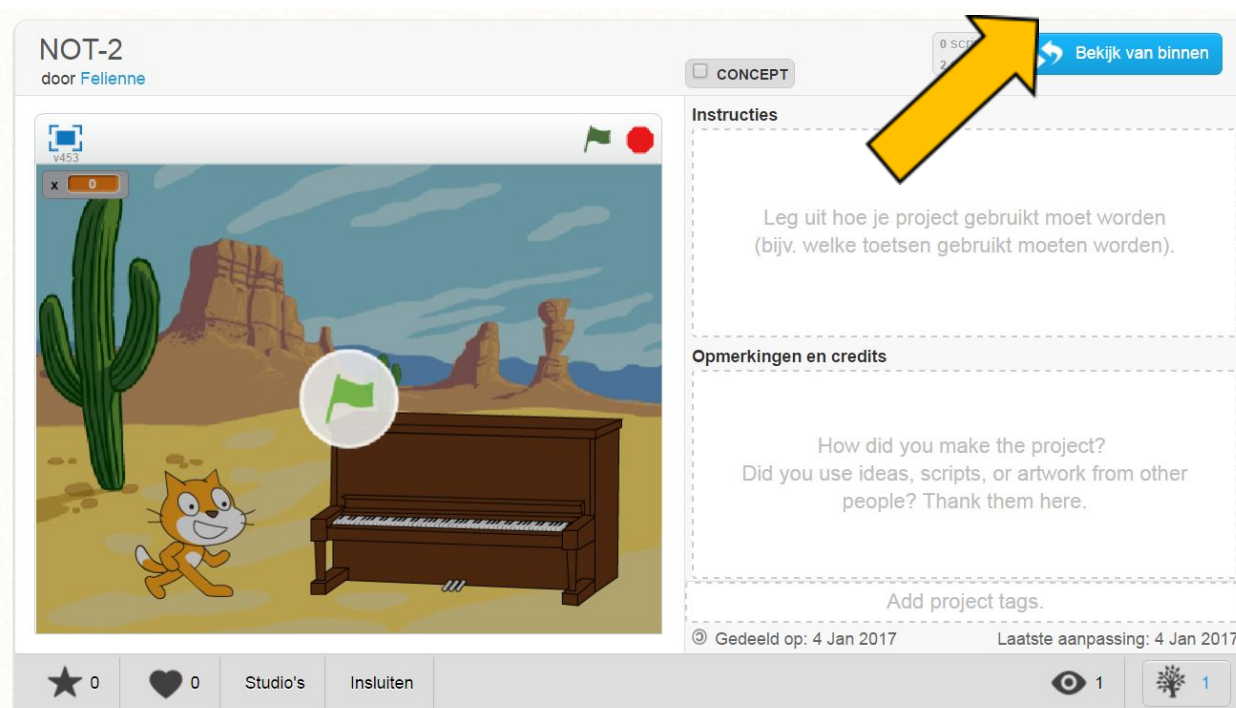 NOT-2
door Felienne
CONCEPT
0
Bekijk van binnen
v453
x 0
Instructies
Leg uit hoe je project gebruikt moet worden
(bijv. welke toetsen gebruikt moeten worden).
Opmerkingen en credits
How did you make the project?
Did you use ideas, scripts, or artwork from other
people? Thank them here.
Add project tags.
Gedeeld op: 4 Jan 2017
Laatste aanpassing: 4 Jan 2017
0
0
Studio's
Insluiten
1
1